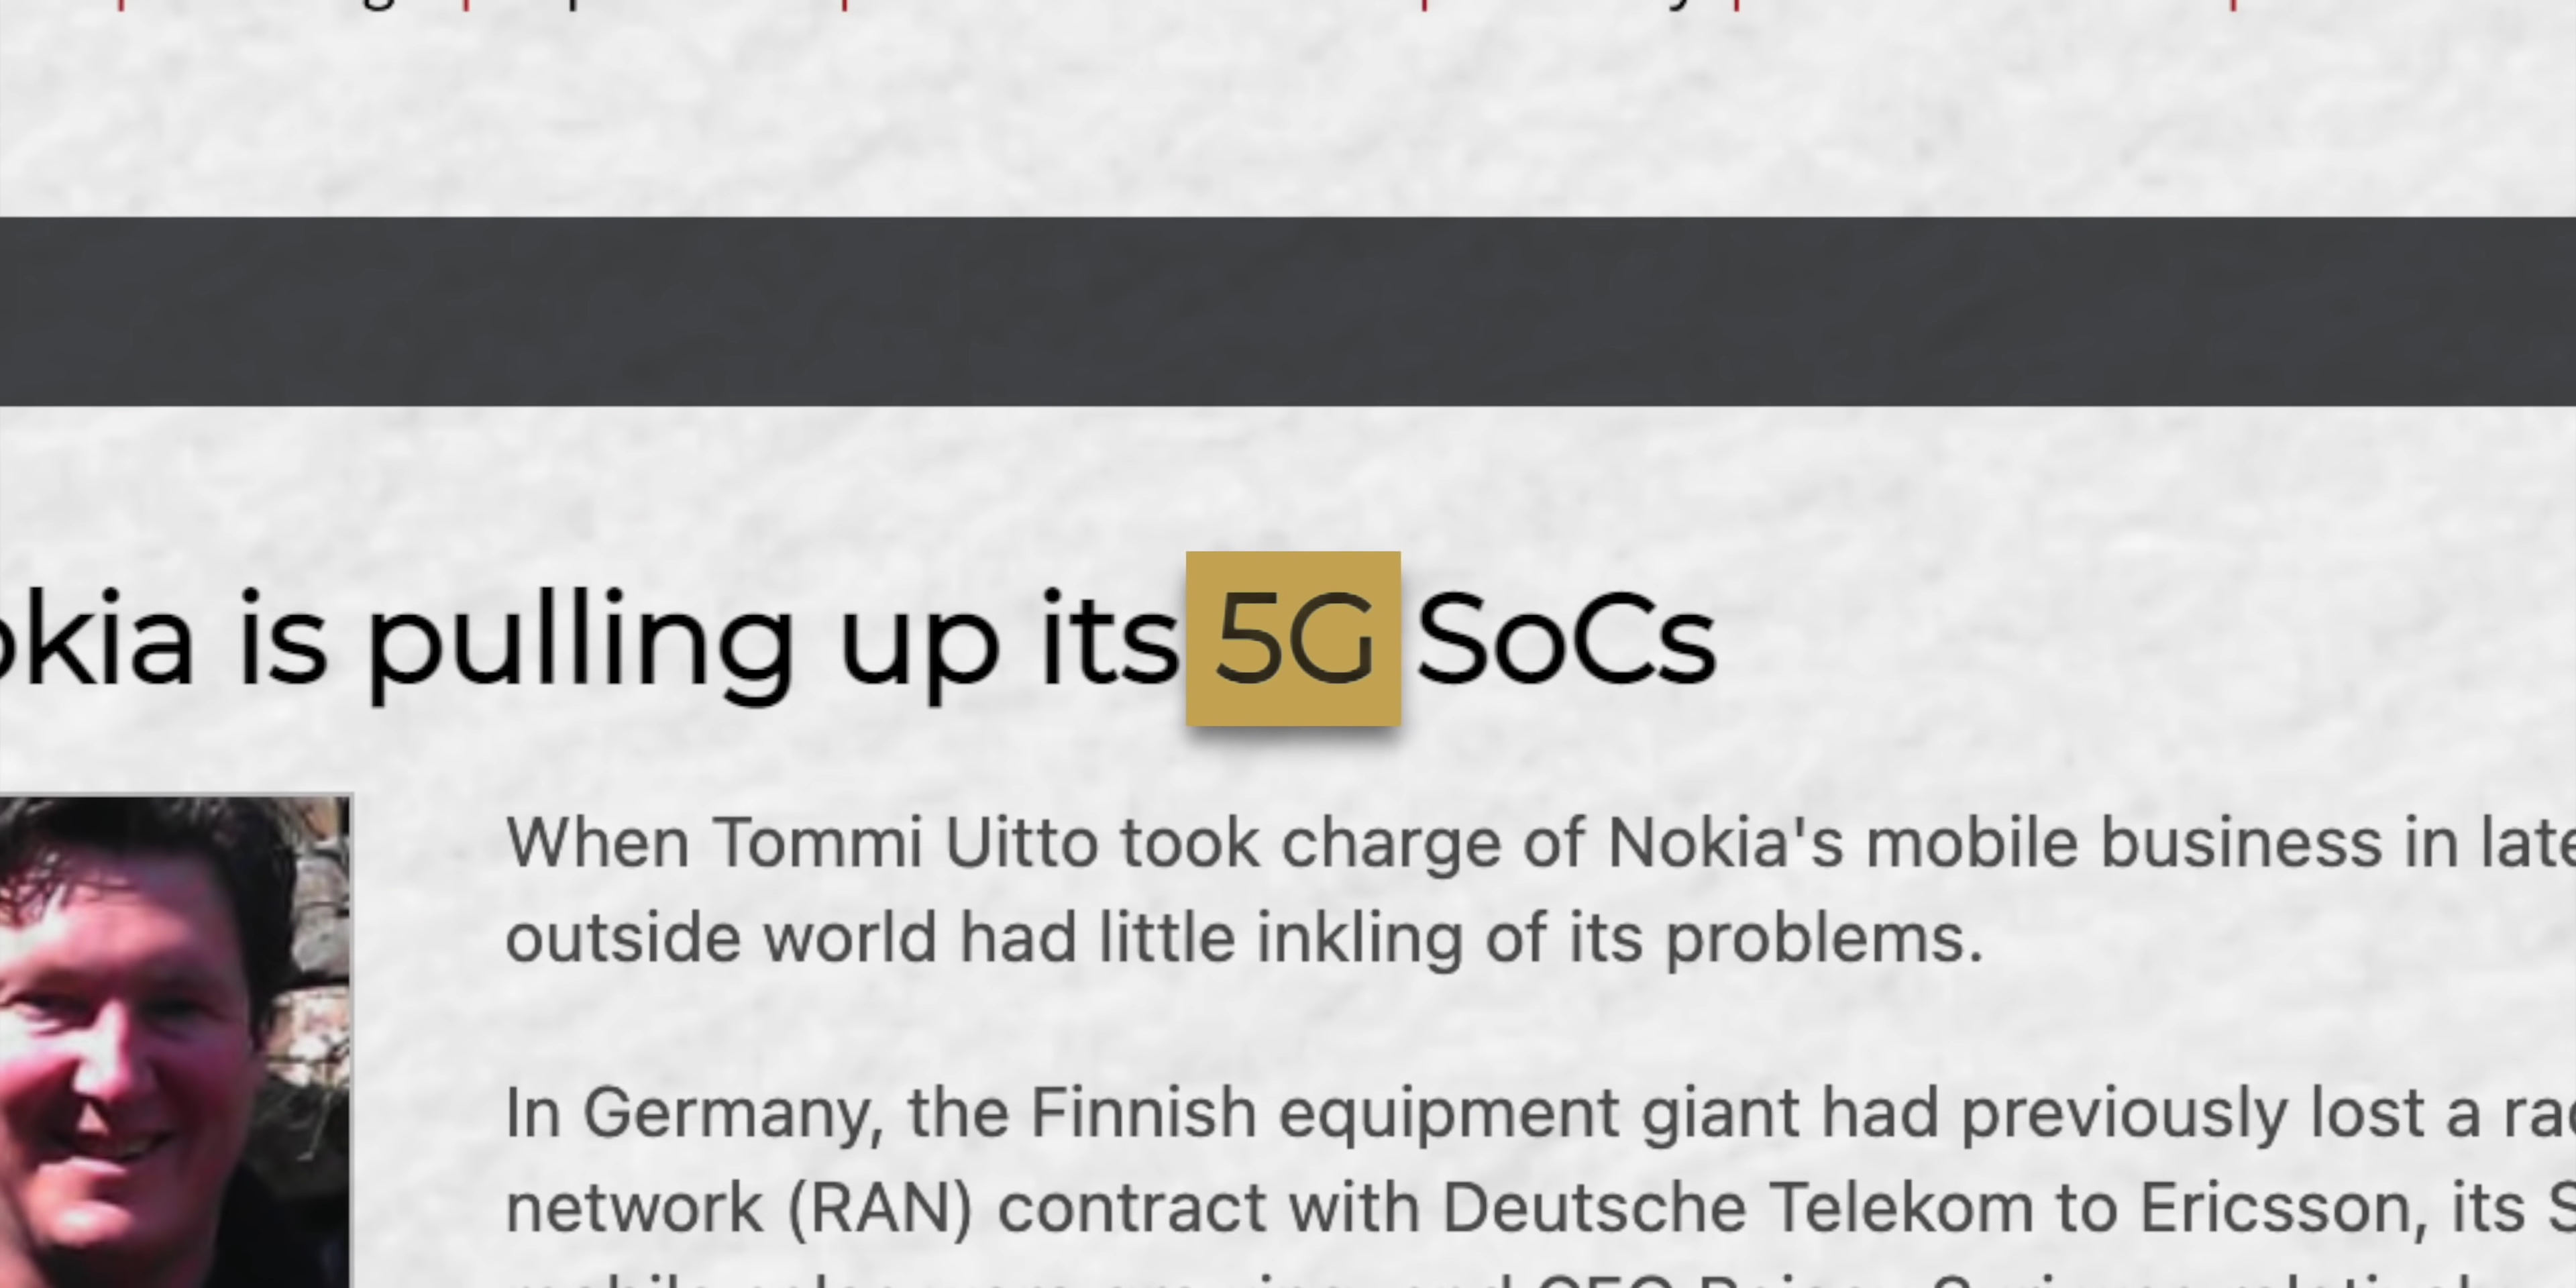 okia is pulling up its 5G SoCs
When Tommi Uitto took charge of Nokia's mobile business in late
outside world had little inkling of its problems.
In Germany, the Finnish equipment giant had previously lost a
network (RAN) contract with Deutsche Telekom to Ericsson, its